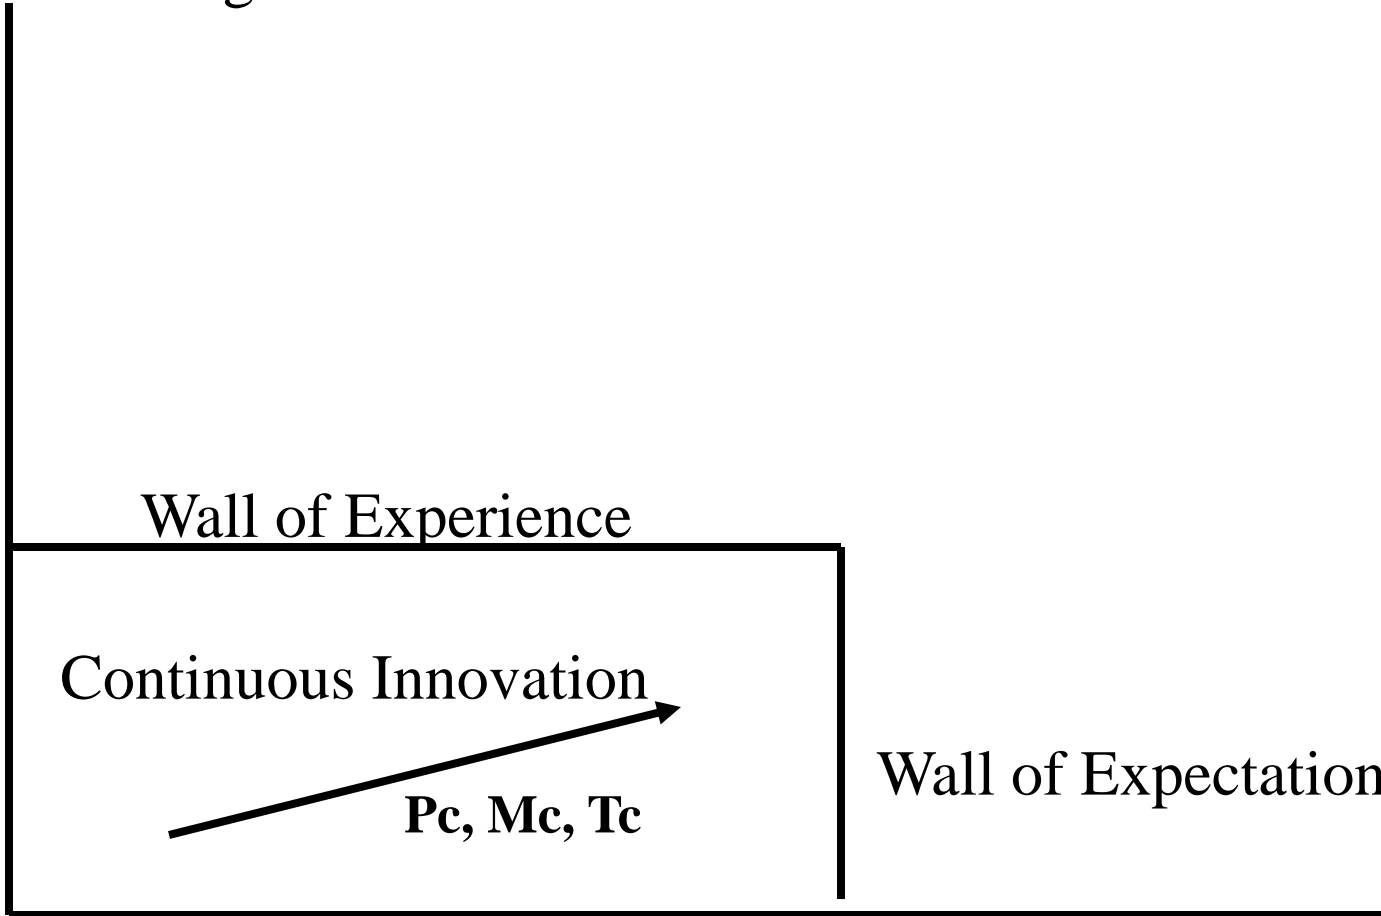 Wall of Experience
Continuous Innovation
Wall of Expectation
Pc, Mc, Tc